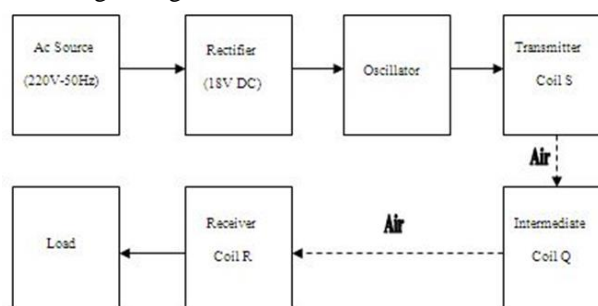 Ac Source
(220V-50Hz)
Rectifier
(18V DC)
Oscillator
Transmitter
Coil S
Air
Load
Receiver
Coil R
Air
Intermediate
Coil Q